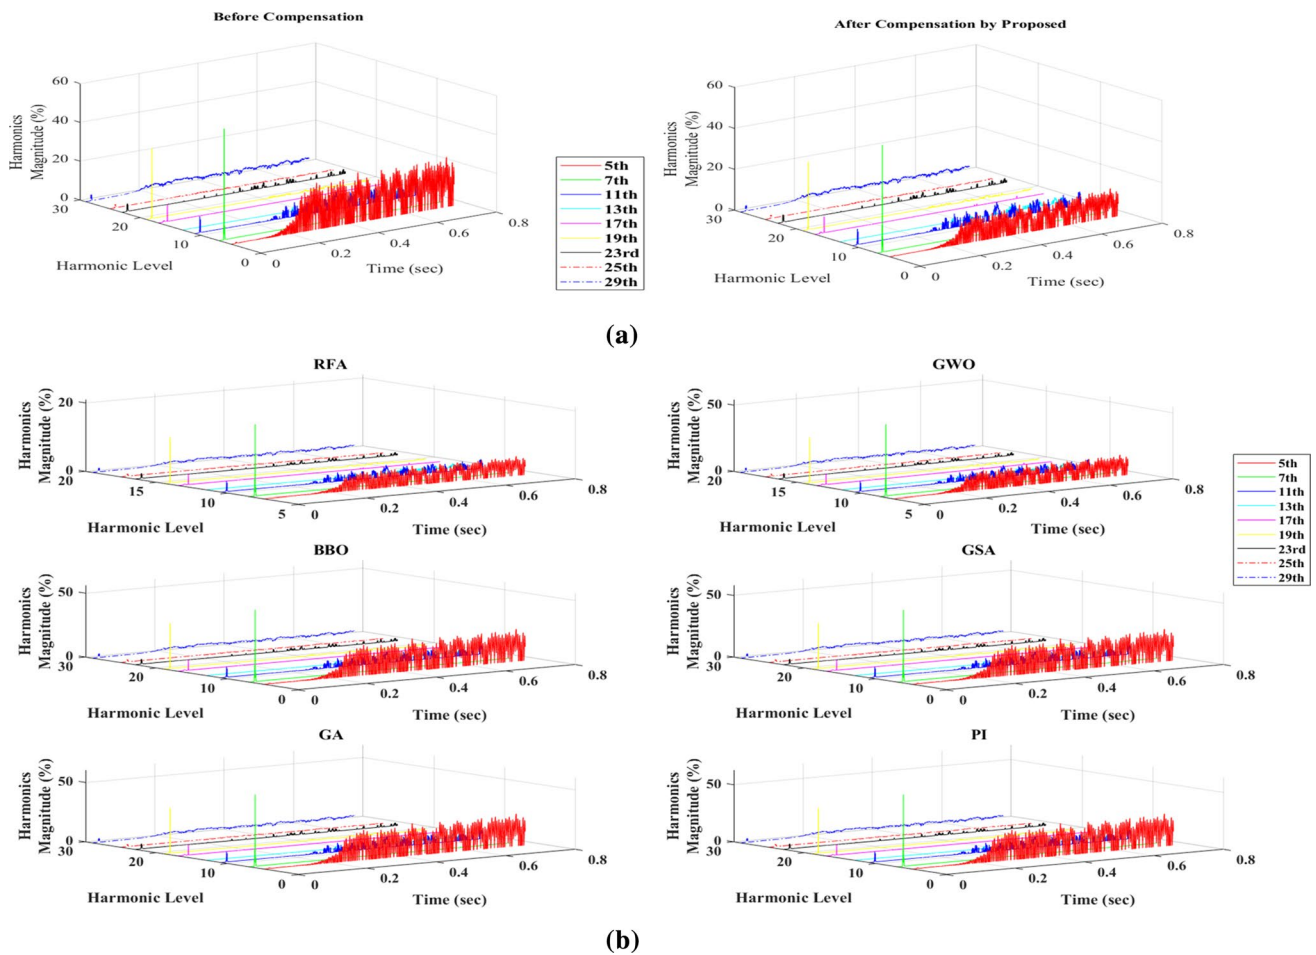 Before Compensation
After Compensation by Proposed
Harmonics
Magnitude (%)
60
40
20
0
30
20
10
0
Harmonic Level
0
0.2
0.4
0.6
0.8
Time (sec)
5th
7th
11th
13th
17th
19th
23rd
25th
29th
Harmonics
Magnitude (%)
60
40
20
0
30
20
10
0
Harmonic Level
0
0.2
0.4
0.6
0.8
Time (sec)
(a)
RFA
Harmonics
Magnitude (%)
20
0
20
15
10
5
Harmonic Level
0
0.2
0.4
0.6
0.8
Time (sec)
GWO
Harmonics
Magnitude (%)
50
0
20
15
10
5
Harmonic Level
0
0.2
0.4
0.6
0.8
Time (sec)
5th
7th
11th
13th
17th
19th
23rd
25th
29th
BBO
Harmonics
Magnitude (%)
50
0
30
20
10
0
Harmonic Level
0
0.2
0.4
0.6
0.8
Time (sec)
GSA
Harmonics
Magnitude (%)
50
0
30
20
10
0
Harmonic Level
0
0.2
0.4
0.6
0.8
Time (sec)
GA
Harmonics
Magnitude (%)
50
0
30
20
10
0
Harmonic Level
0
0.2
0.4
0.6
0.8
Time (sec)
PI
Harmonics
Magnitude (%)
50
0
30
20
10
0
Harmonic Level
0
0.2
0.4
0.6
0.8
Time (sec)
(b)